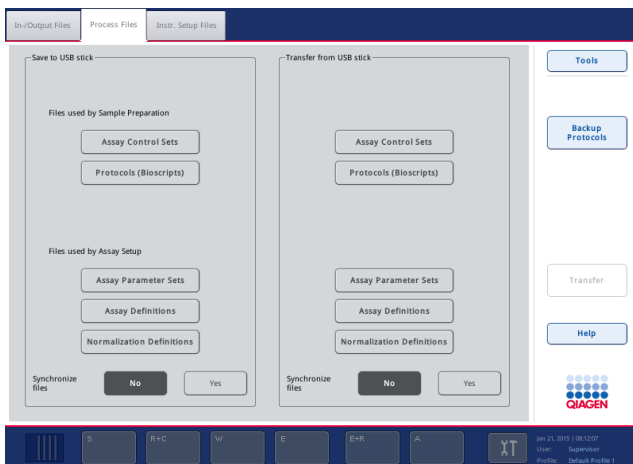 In-/Output Files
Process Files
Instr. Setup Files
Save to USB stick
Files used by Sample Preparation
Assay Control Sets
Protocols (Bioscripts)
Files used by Assay Setup
Assay Parameter Sets
Assay Definitions
Normalization Definitions
Synchronize
files
No
Yes
Transfer from USB stick
Assay Control Sets
Protocols (Bioscripts)
Assay Parameter Sets
Assay Definitions
Normalization Definitions
Synchronize
files
No
Yes
Tools
Backup
Protocols
Transfer
Help
QIAGEN
S
R+C
W
E
E+R
A
Jan 21, 2015 | 08:12:07
User: Supervisor
Profile: Default Profile 1